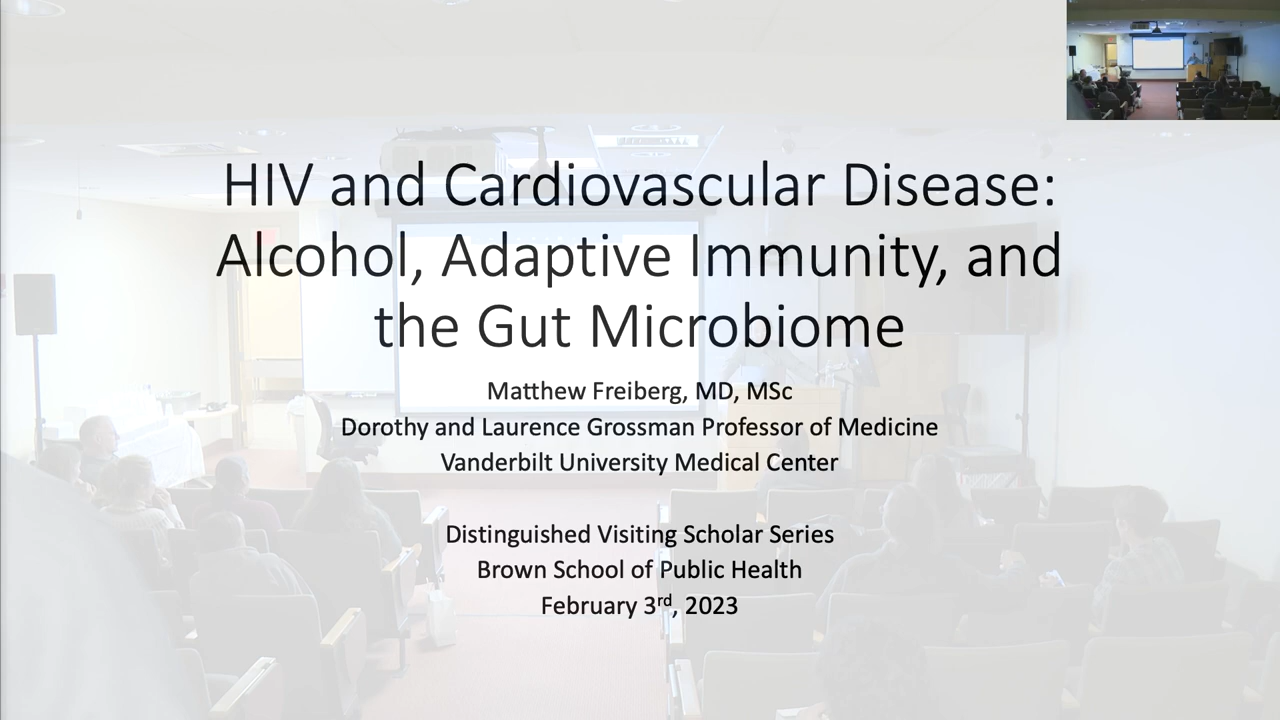 HIV and Cardiovascular Disease:
Alcohol, Adaptive Immunity, and
the Gut Microbiome
Matthew Freiberg, MD, MSc
Dorothy and Laurence Grossman Professor of Medicine
Vanderbilt University Medical Center
Distinguished Visiting Scholar Series
Brown School of Public Health
February 3rd, 2023